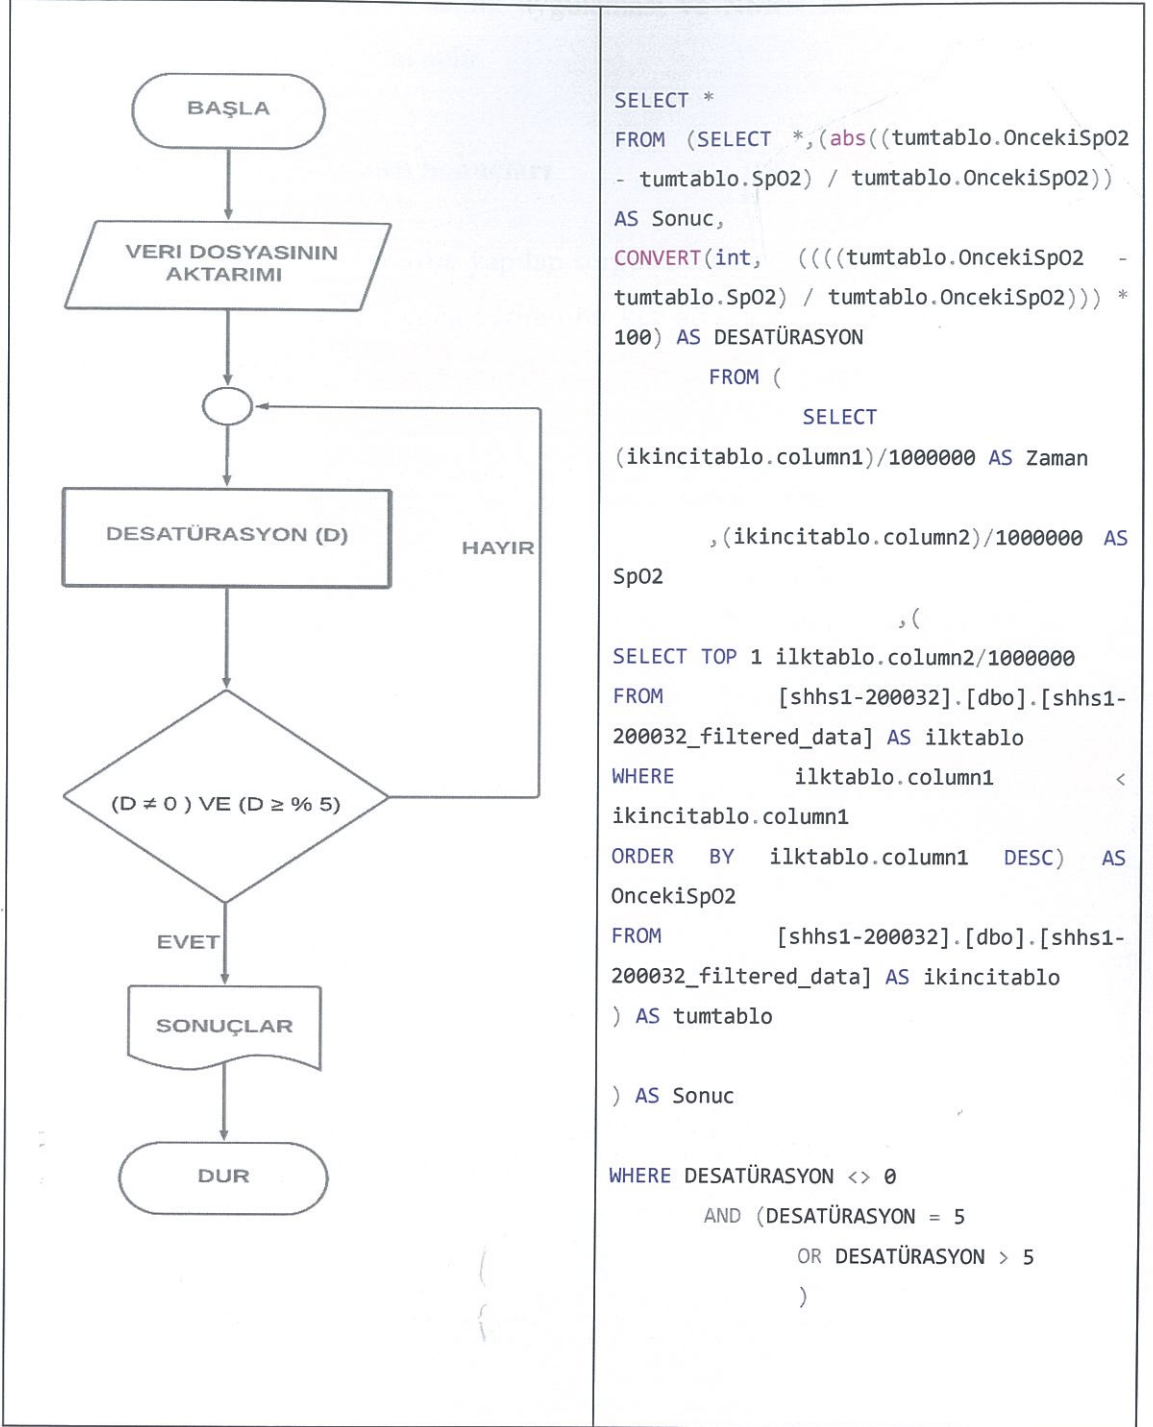 BAŞLA
VERI DOSYASININ
AKTARIMI
DESATÜRASYON (D)
HAYIR
(D ≠ 0 ) VE (D ≥ % 5)
EVET
SONUÇLAR
DUR
SELECT *
FROM (SELECT *,(abs((tumtablo.OncekiSpO2
- tumtablo.SpO2) / tumtablo.OncekiSpO2))
AS Sonuc,
CONVERT(int, ((((tumtablo.OncekiSpO2 -
tumtablo.SpO2) / tumtablo.OncekiSpO2))) *
100) AS DESATÜRASYON
FROM (
SELECT
(ikincitablo.column1)/1000000 AS Zaman
,(ikincitablo.column2)/1000000 AS
SpO2
,(
SELECT TOP 1 ilktablo.column2/1000000
FROM [shhs1-200032].[dbo].[shhs1-
200032_filtered_data] AS ilktablo
WHERE ilktablo.column1 <
ikincitablo.column1
ORDER BY ilktablo.column1 DESC) AS
OncekiSpO2
FROM [shhs1-200032].[dbo].[shhs1-
200032_filtered_data] AS ikincitablo
) AS tumtablo
) AS Sonuc
WHERE DESATÜRASYON <> 0
AND (DESATÜRASYON = 5
OR DESATÜRASYON > 5
)